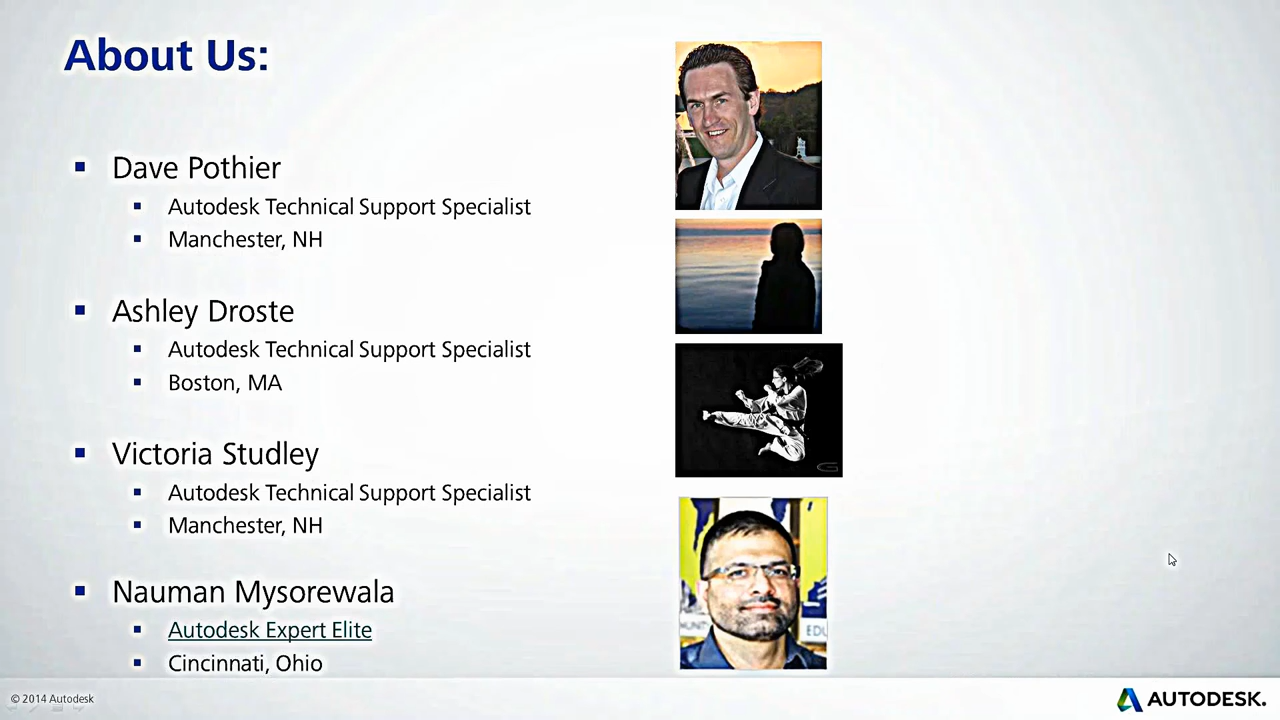 About Us:
Dave Pothier
Autodesk Technical Support Specialist
Manchester, NH
Ashley Droste
Autodesk Technical Support Specialist
Boston, MA
Victoria Studley
Autodesk Technical Support Specialist
Manchester, NH
Nauman Mysorewala
Autodesk Expert Elite
Cincinnati, Ohio
© 2014 Autodesk
AUTODESK.